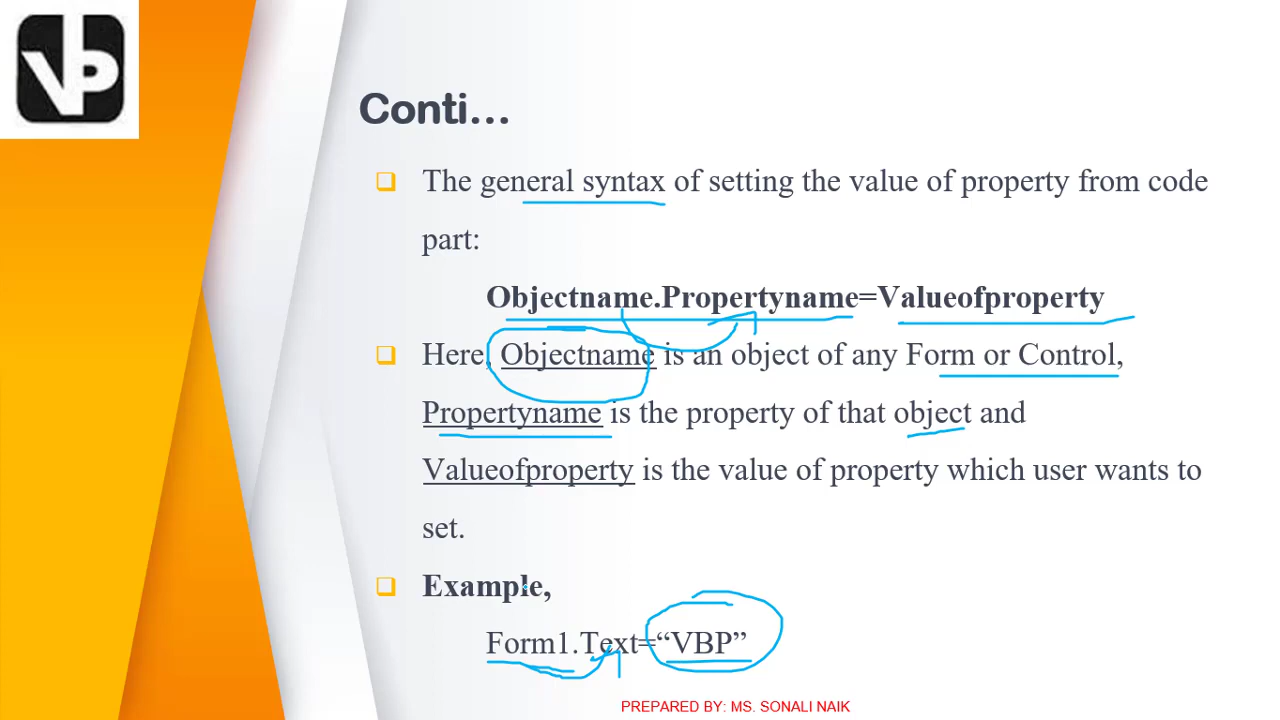 VP
Conti...
The general syntax of setting the value of property from code
part:
Objectname.Propertyname=Valueofproperty
Here, Objectname is an object of any Form or Control,
Propertyname is the property of that object and
Valueofproperty is the value of property which user wants to
set.
Example,
Form1.Text=“VBP”
PREPARED BY: MS. SONALI NAIK